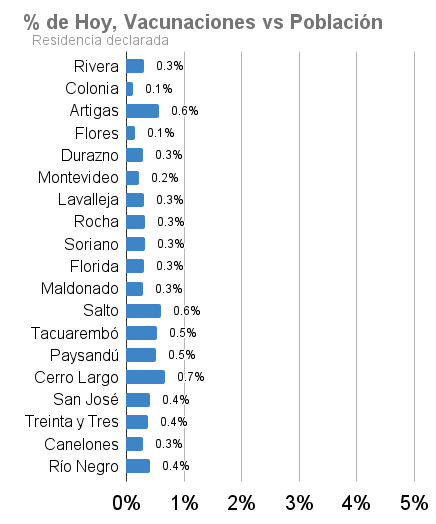 % de Hoy, Vacunaciones vs Población
Residencia declarada
Rivera 0.3%
Colonia 0.1%
Artigas 0.6%
Flores 0.1%
Durazno 0.3%
Montevideo 0.2%
Lavalleja 0.3%
Rocha 0.3%
Soriano 0.3%
Florida 0.3%
Maldonado 0.3%
Salto 0.6%
Tacuarembó 0.5%
Paysandú 0.5%
Cerro Largo 0.7%
San José 0.4%
Treinta y Tres 0.4%
Canelones 0.3%
Río Negro 0.4%
0% 1% 2% 3% 4% 5%